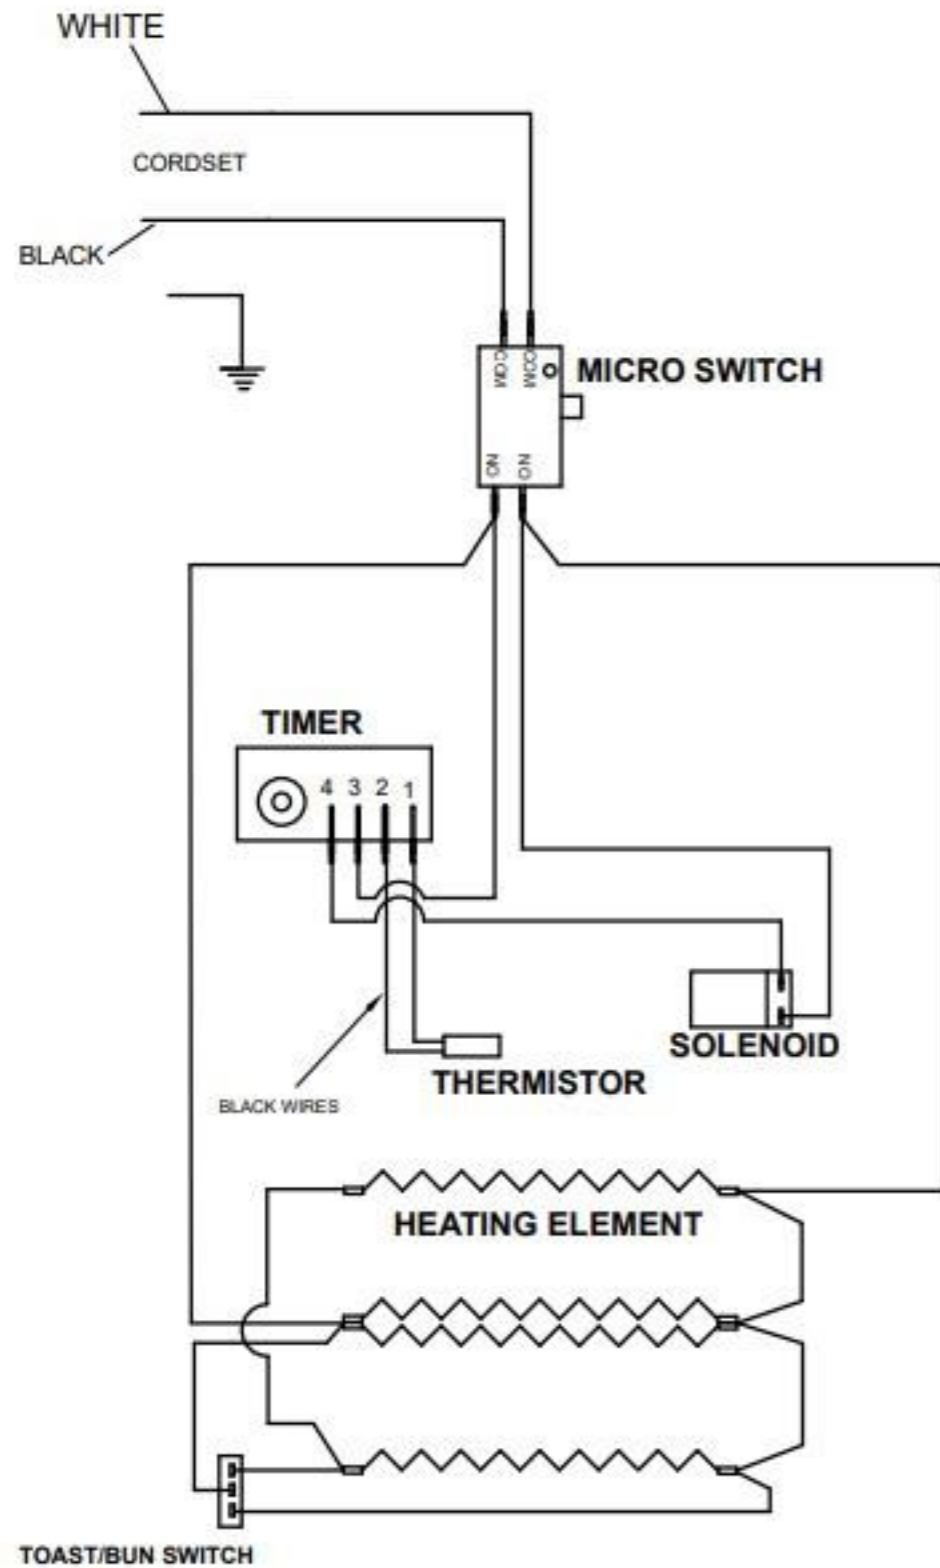 WHITE
CORDSET
BLACK
COM
COM
MICRO SWITCH
NO
NO
TIMER
4 3 2 1
SOLENOID
THERMISTOR
BLACK WIRES
HEATING ELEMENT
TOAST/BUN SWITCH